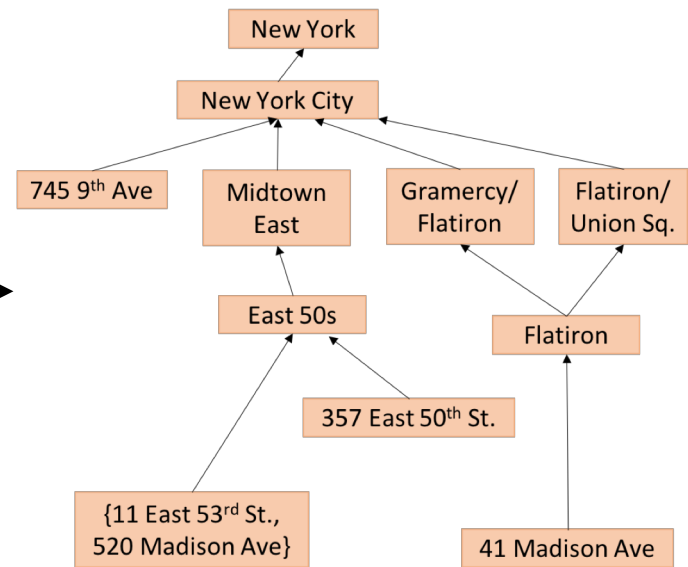 New York
New York City
745 9th Ave
Midtown
East
Gramercy/
Flatiron
Flatiron/
Union Sq.
East 50s
Flatiron
357 East 50th St.
{11 East 53rd St.,
520 Madison Ave}
41 Madison Ave